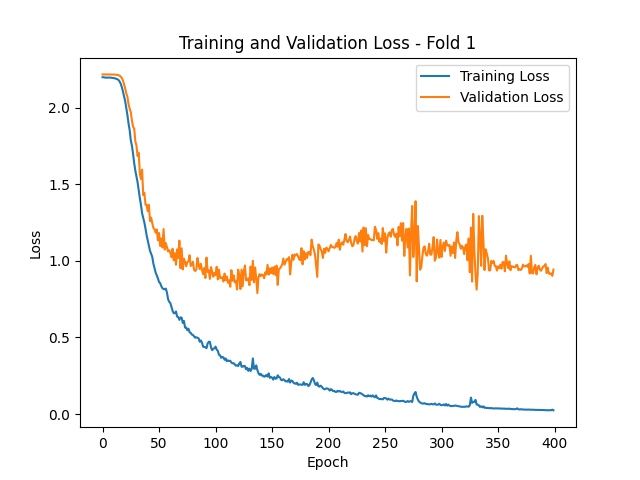 Training and Validation Loss - Fold 1
Training Loss
Validation Loss
2.0
1.5
1.0
0.5
0.0
Loss
0 50 100 150 200 250 300 350 400
Epoch